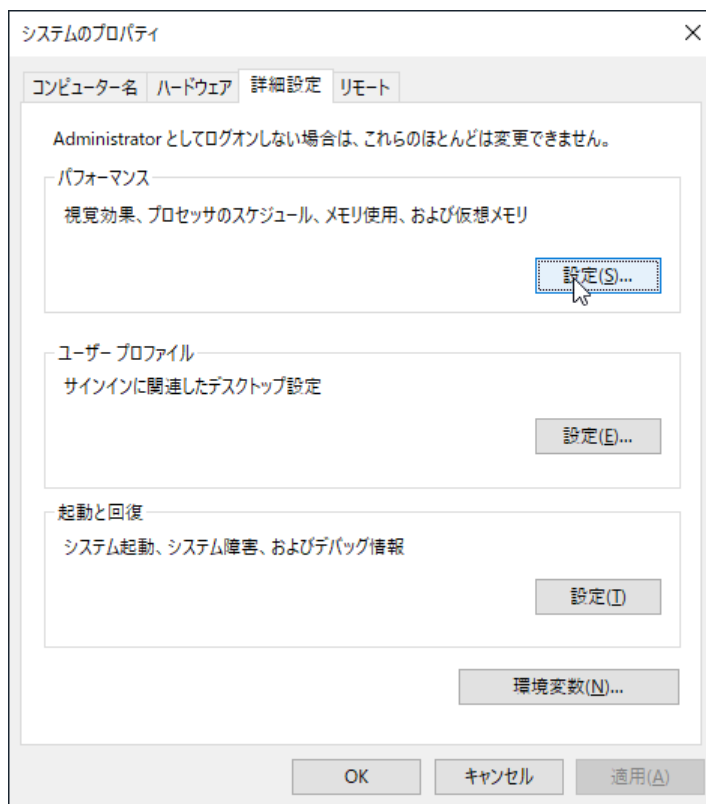 システムのプロパティ
コンピューター名 ハードウェア 詳細設定 リモート
Administrator としてログオンしない場合は、これらのほとんどは変更できません。
パフォーマンス
視覚効果、プロセッサのスケジュール、メモリ使用、および仮想メモリ
設定(S)...
ユーザー プロファイル
サインインに関連したデスクトップ設定
設定(E)...
起動と回復
システム起動、システム障害、およびデバッグ情報
設定(T)
環境変数(N)...
OK キャンセル 適用(A)